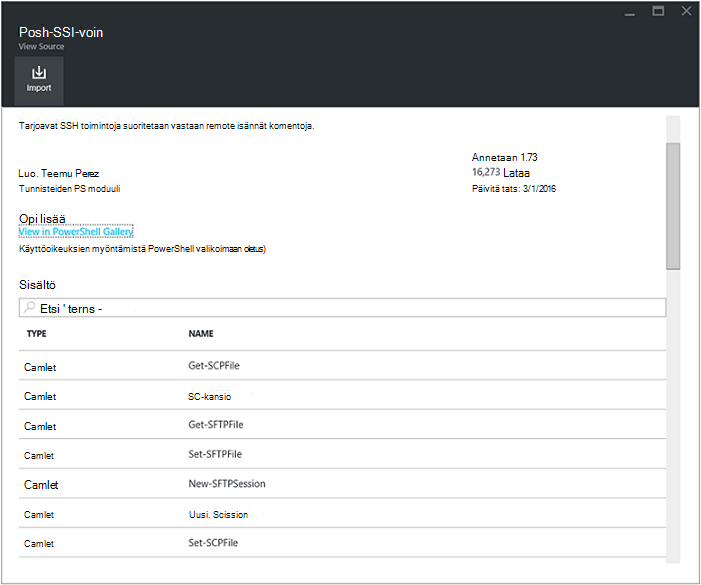 Posh-SSI-voin
View Source
Import
Tarjoavat SSH toimintoja suoritetaan vastaan remote isännät komentoja.
Annetaan 1.73
Luo. Teemu Perez
16,273 Lataa
Tunnisteiden PS moduuli
Päivitä tats: 3/1/2016
Opi lisää
View in PowerShell Gallery
Käyttöoikeuksien myöntämistä PowerShell valikoimaan oletus)
Sisältö
Etsi ' terns -
TYPE NAME
Camlet Get-SCPFile
Camlet SC-kansio
Camlet Get-SFTPFile
Camlet Set-SFTPFile
Camlet New-SFTPSession
Camlet Uusi. Scission
Camlet Set-SCPFile